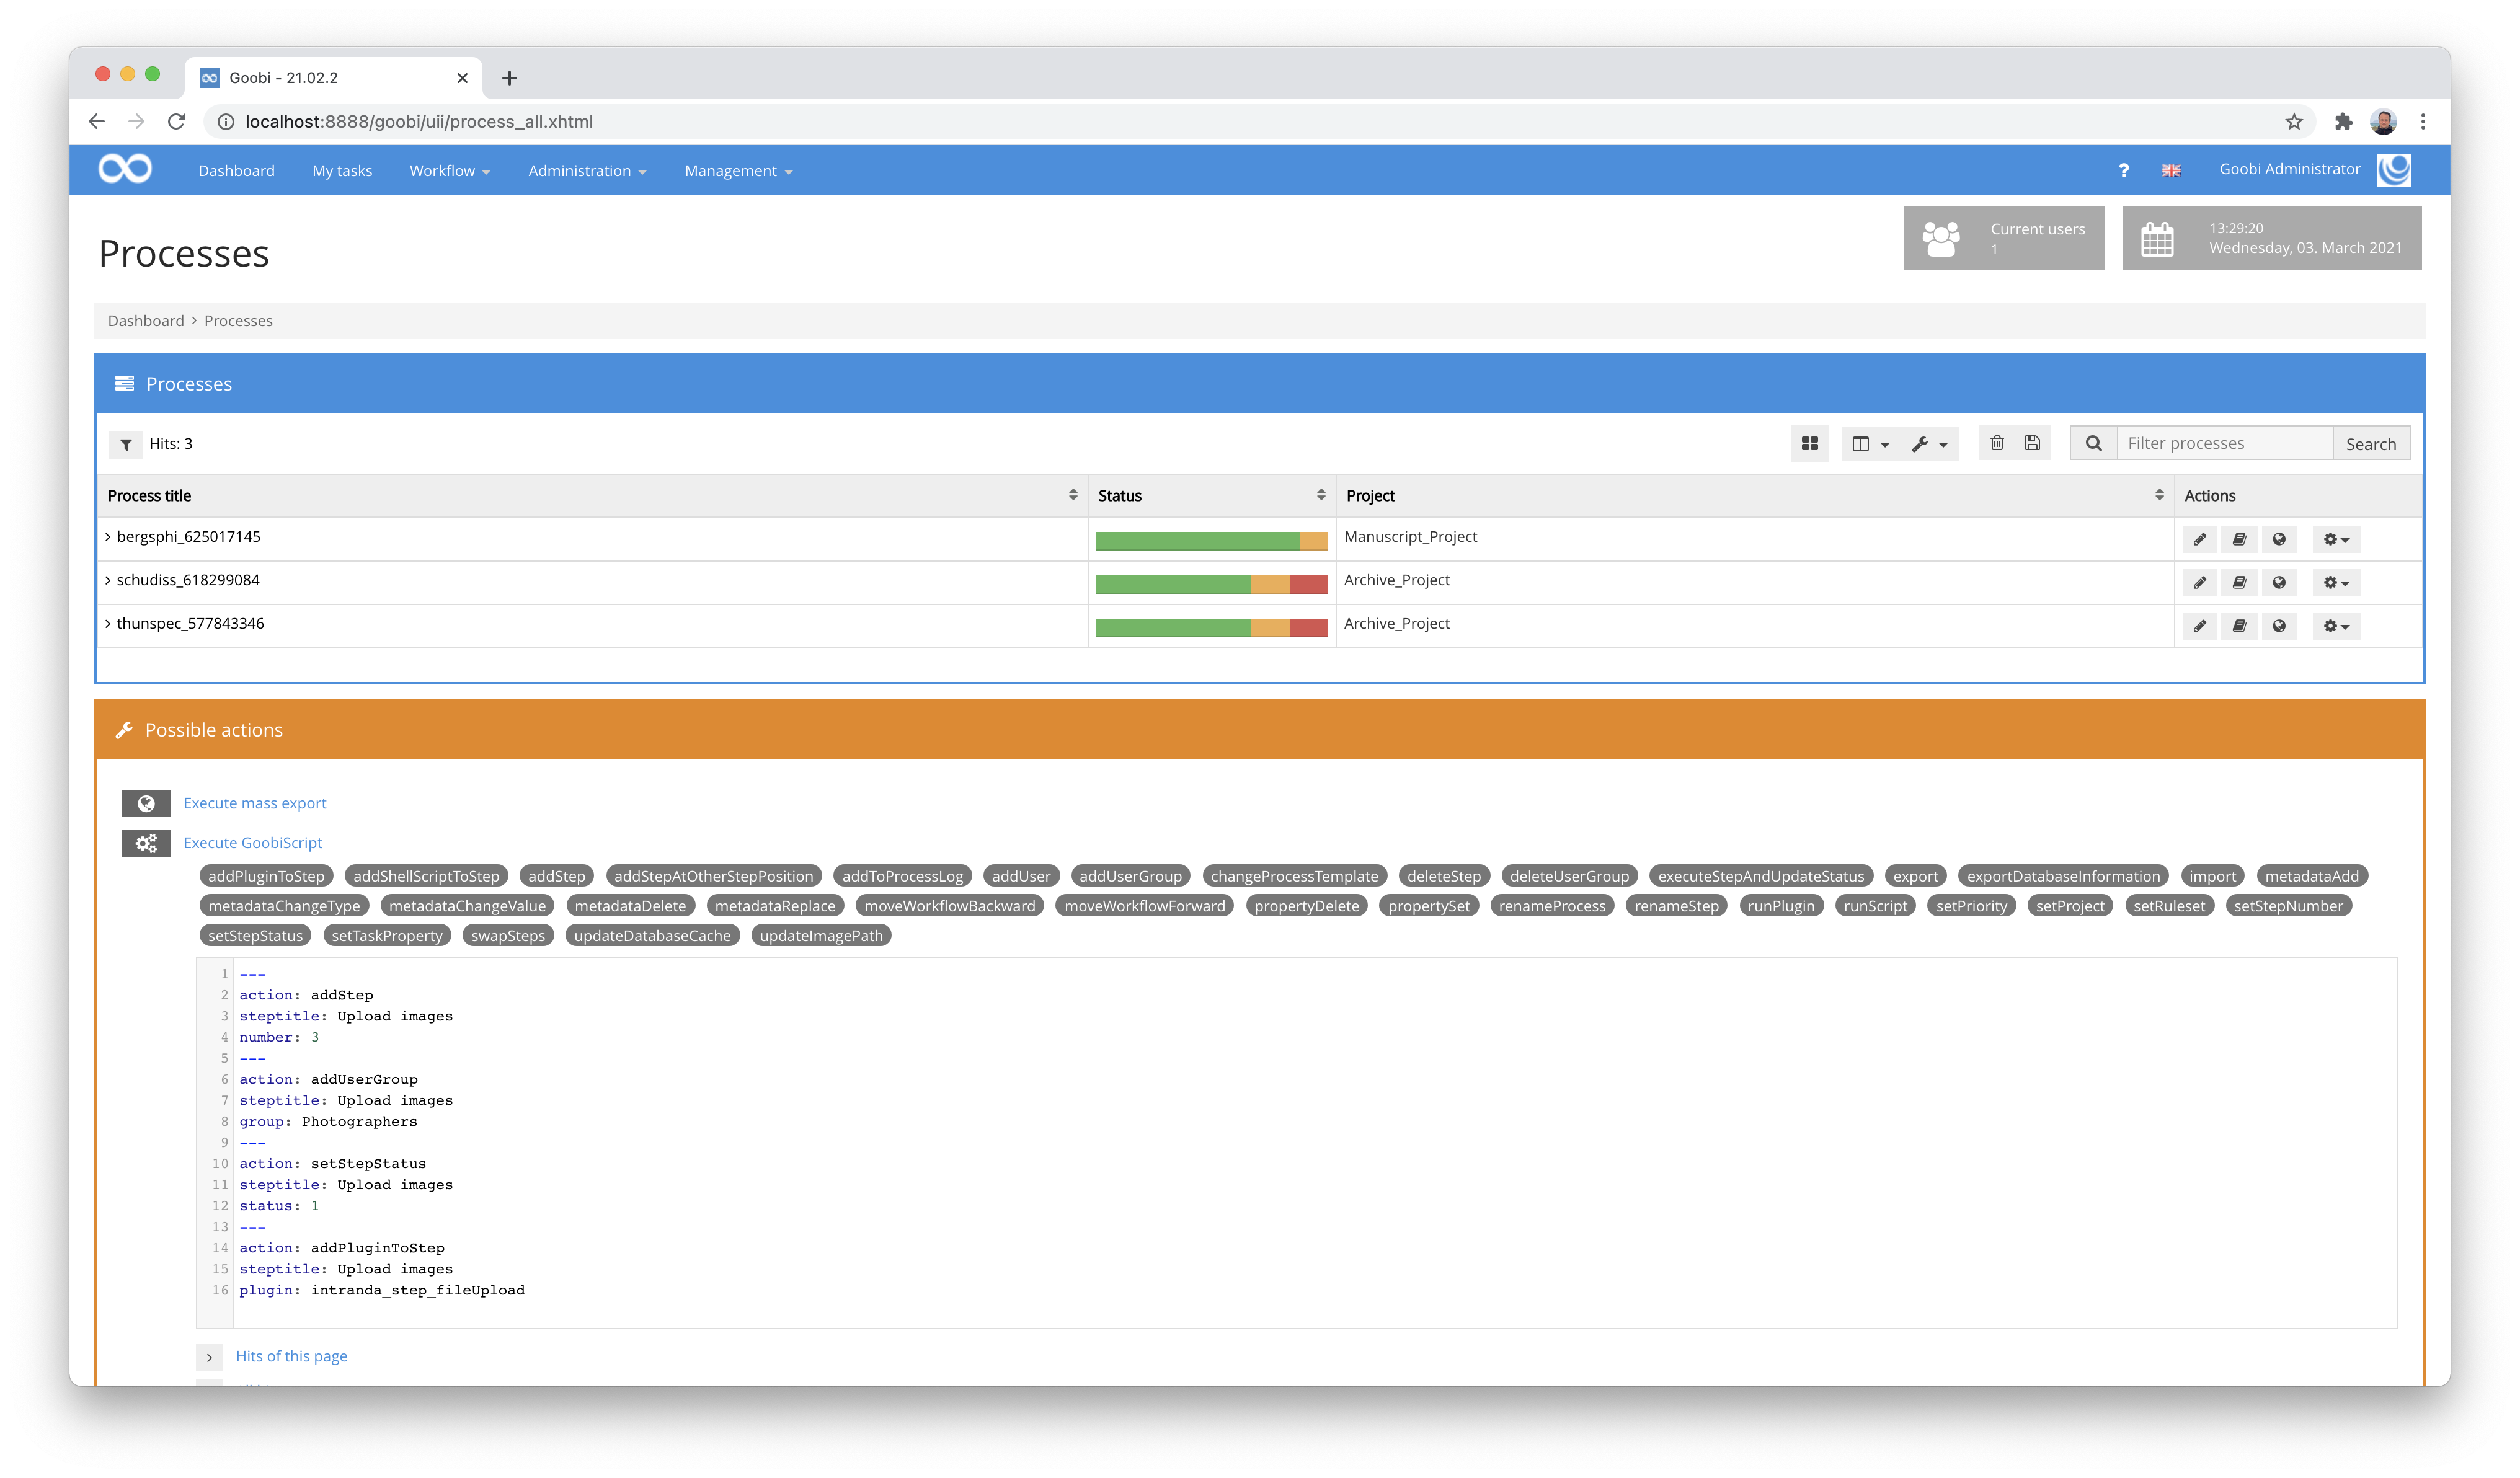 Goobi - 21.02.2
localhost:8888/goobi/uii/process_all.xhtml
Dashboard My tasks Workflow Administration Management ? Goobi Administrator
Processes
Current users
1
13:29:20
Wednesday, 03. March 2021
Dashboard > Processes
Processes
Hits: 3 Filter processes Search
Process title Status Project Actions
bergsphi_625017145 Manuscript_Project
schudiss_618299084 Archive_Project
thunspec_577843346 Archive_Project
Possible actions
Execute mass export
Execute GoobiScript
addPluginToStep addShellScriptToStep addStep addStepAtOtherStepPosition addToProcessLog addUser addUserGroup changeProcessTemplate deleteStep deleteUserGroup executeStepAndUpdateStatus export exportDatabaseInformation import metadataAdd
metadataChangeType metadataChangeValue metadataDelete metadataReplace moveWorkflowBackward moveWorkflowForward propertyDelete propertySet renameProcess renameStep runPlugin runScript setPriority setProject setRuleset setStepNumber
setStepStatus setTaskProperty swapSteps updateDatabaseCache updateImagePath
1 ---
2 action: addStep
3 steptitle: Upload images
4 number: 3
5 ---
6 action: addUserGroup
7 steptitle: Upload images
8 group: Photographers
9 ---
10 action: setStepStatus
11 steptitle: Upload images
12 status: 1
13 ---
14 action: addPluginToStep
15 steptitle: Upload images
16 plugin: intranda_step_fileUpload
Hits of this page